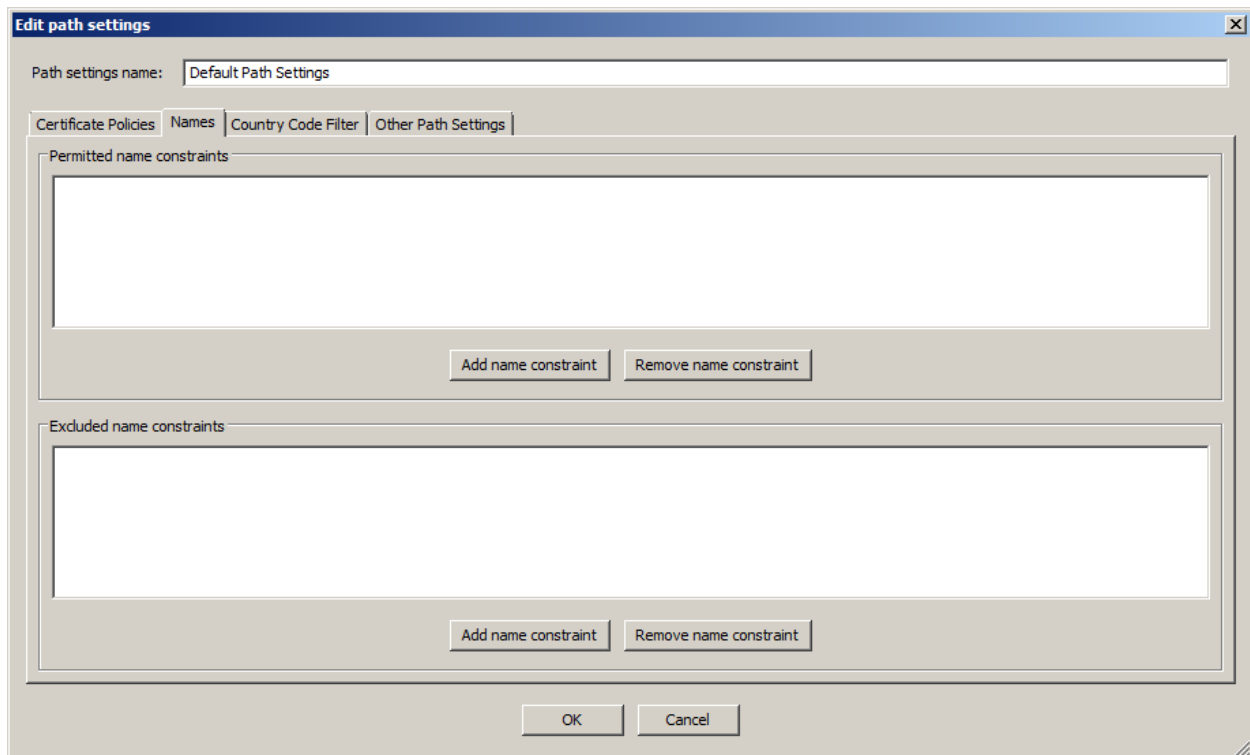 Edit path settings
Path settings name: Default Path Settings
Certificate Policies Names Country Code Filter Other Path Settings
Permitted name constraints
Add name constraint Remove name constraint
Excluded name constraints
Add name constraint Remove name constraint
OK Cancel